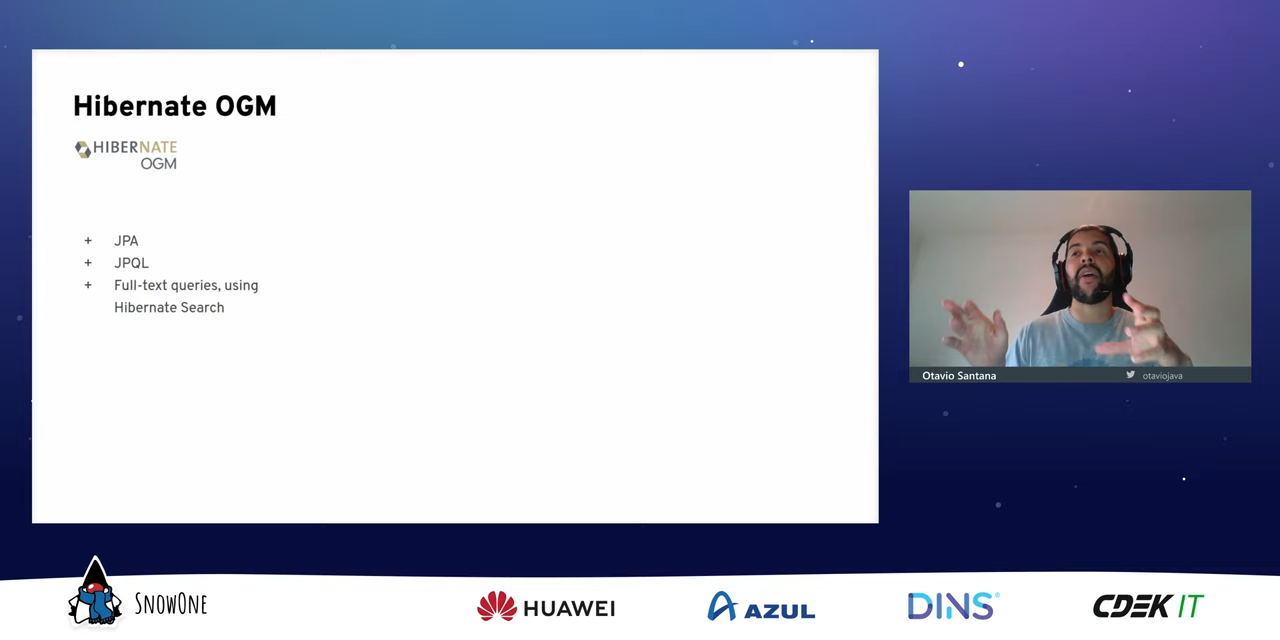 Hibernate OGM
HIBERNATE
OGM
+ JPA
+ JPQL
+ Full-text queries, using
Hibernate Search
Otavio Santana
otaviojava
SnowOne
HUAWEI
AZUL
DINS
CDEK IT